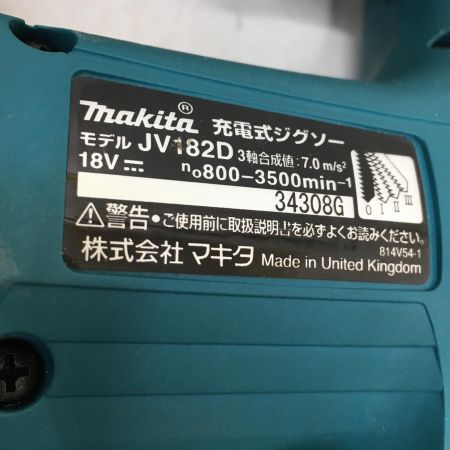 makita® 充電式ジグソー
モデル JV182D 3軸合成値:7.0m/s²
18V⎓ n₀800-3500min⁻¹
34308G
0 I II III
⚠警告・ご使用前に取扱説明書を必ずよくお読みください。
814V54-1
株式会社 マキタ Made in United Kingdom